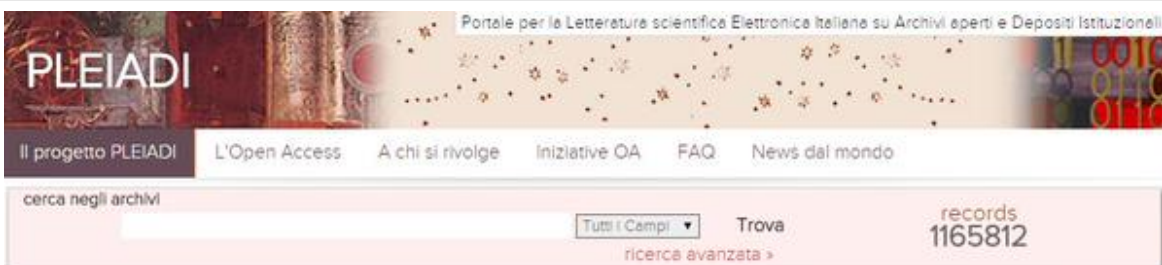 Portale per la Letteratura scientifica Elettronica Italiana su Archivi aperti e Depositi Istituzionali
PLEIADI
Il progetto PLEIADI L'Open Access A chi si rivolge Iniziative OA FAQ News dal mondo
cerca negli archivi
Tutti i Campi ▼ Trova
records
1165812
ricerca avanzata »